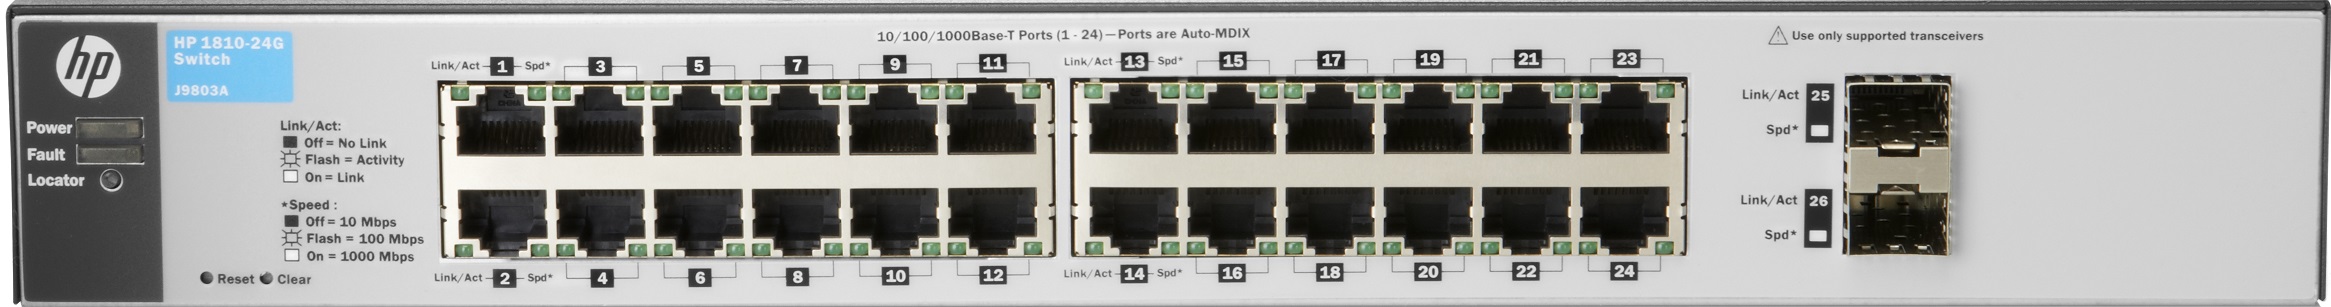 hp
HP 1810-24G
Switch
J9803A
Power
Fault
Locator
Link/Act:
Off = No Link
Flash = Activity
On = Link
*Speed :
Off = 10 Mbps
Flash = 100 Mbps
On = 1000 Mbps
Reset Clear
10/100/1000Base-T Ports (1 - 24) — Ports are Auto-MDIX
Link/Act 1 Spd* 3 5 7 9 11
Link/Act 13 Spd* 15 17 19 21 23
Link/Act 2 Spd* 4 6 8 10 12
Link/Act 14 Spd* 16 18 20 22 24
Use only supported transceivers
Link/Act 25
Spd*
Link/Act 26
Spd*